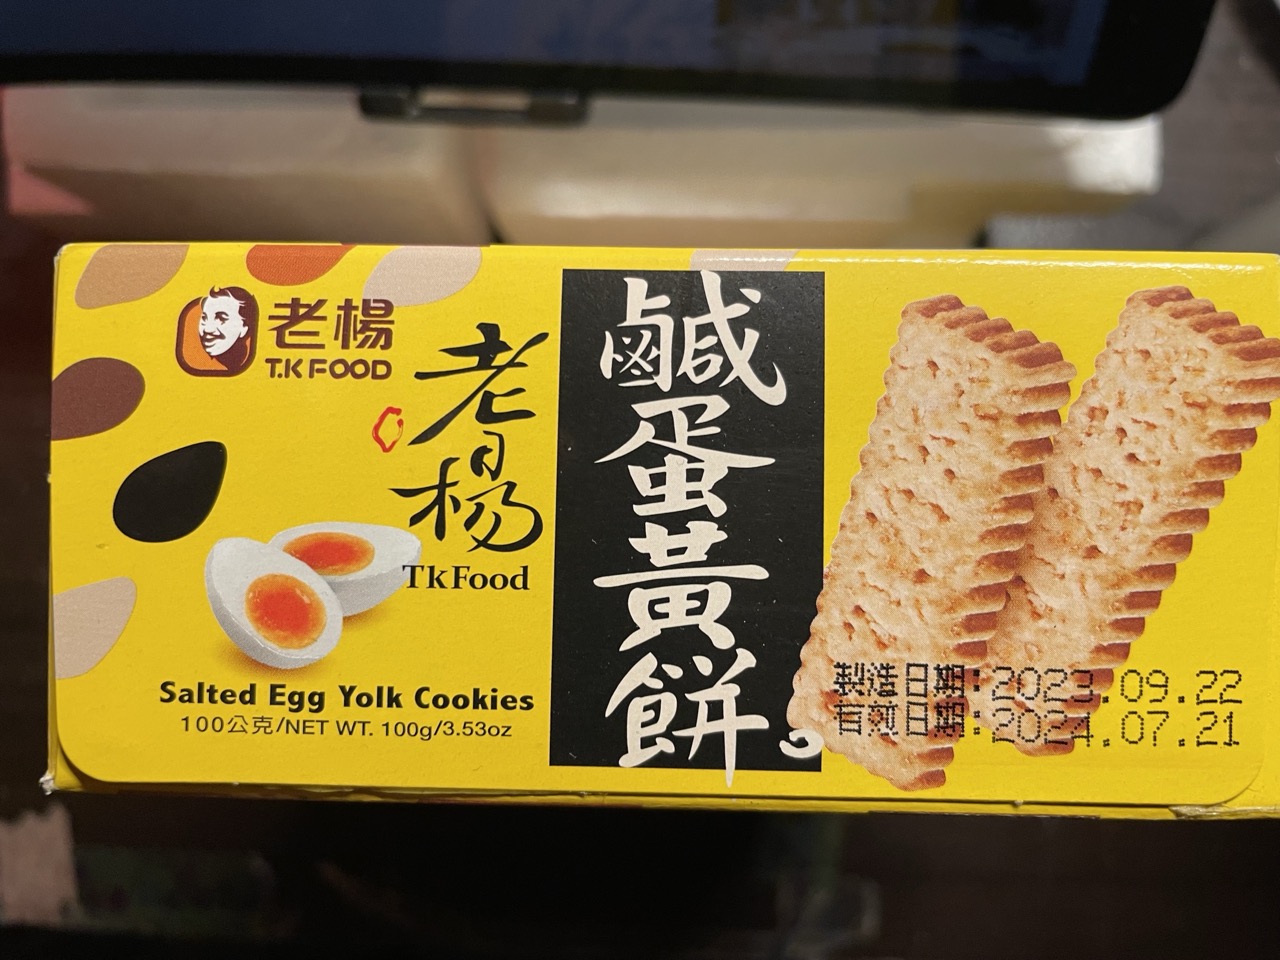 老楊
T.K FOOD
老楊
TkFood
Salted Egg Yolk Cookies
100公克/NET WT. 100g/3.53oz
鹹蛋黃餅
製造日期:2023.09.22
有效日期:2024.07.21